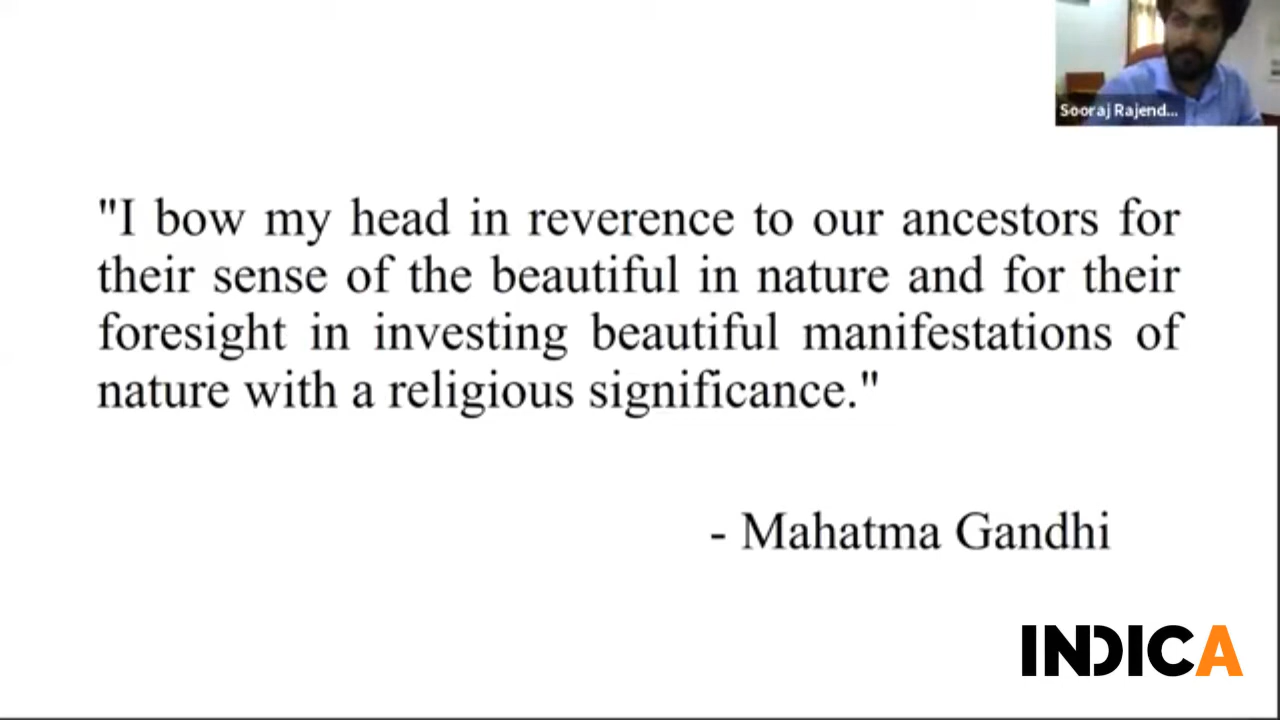 Sooraj Rajend...
"I bow my head in reverence to our ancestors for
their sense of the beautiful in nature and for their
foresight in investing beautiful manifestations of
nature with a religious significance."
- Mahatma Gandhi
INDICA